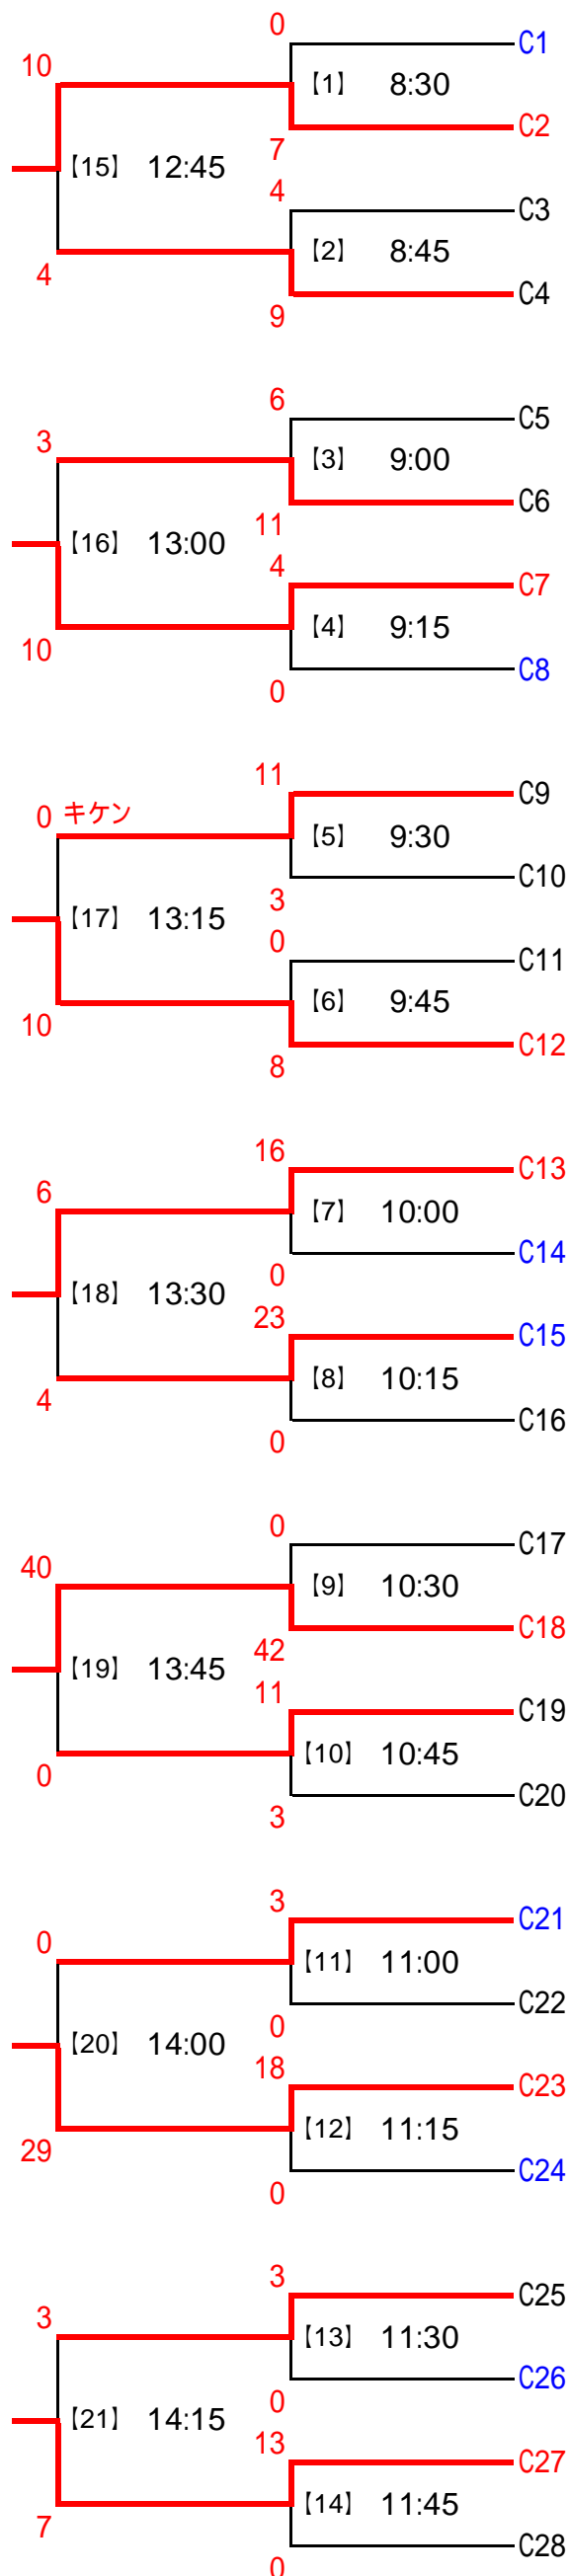 0 C1
10 【1】 8:30
7 C2
【15】 12:45
4 C3
4 【2】 8:45
9 C4
6 C5
3 【3】 9:00
11 C6
【16】 13:00
4 C7
10 【4】 9:15
0 C8
11 C9
0 キケン 【5】 9:30
3 C10
【17】 13:15
0 C11
10 【6】 9:45
8 C12
16 C13
6 【7】 10:00
0 C14
【18】 13:30
23 C15
4 【8】 10:15
0 C16
0 C17
40 【9】 10:30
42 C18
【19】 13:45
11 C19
0 【10】 10:45
3 C20
3 C21
0 【11】 11:00
0 C22
【20】 14:00
18 C23
29 【12】 11:15
0 C24
3 C25
3 【13】 11:30
0 C26
【21】 14:15
13 C27
7 【14】 11:45
0 C28